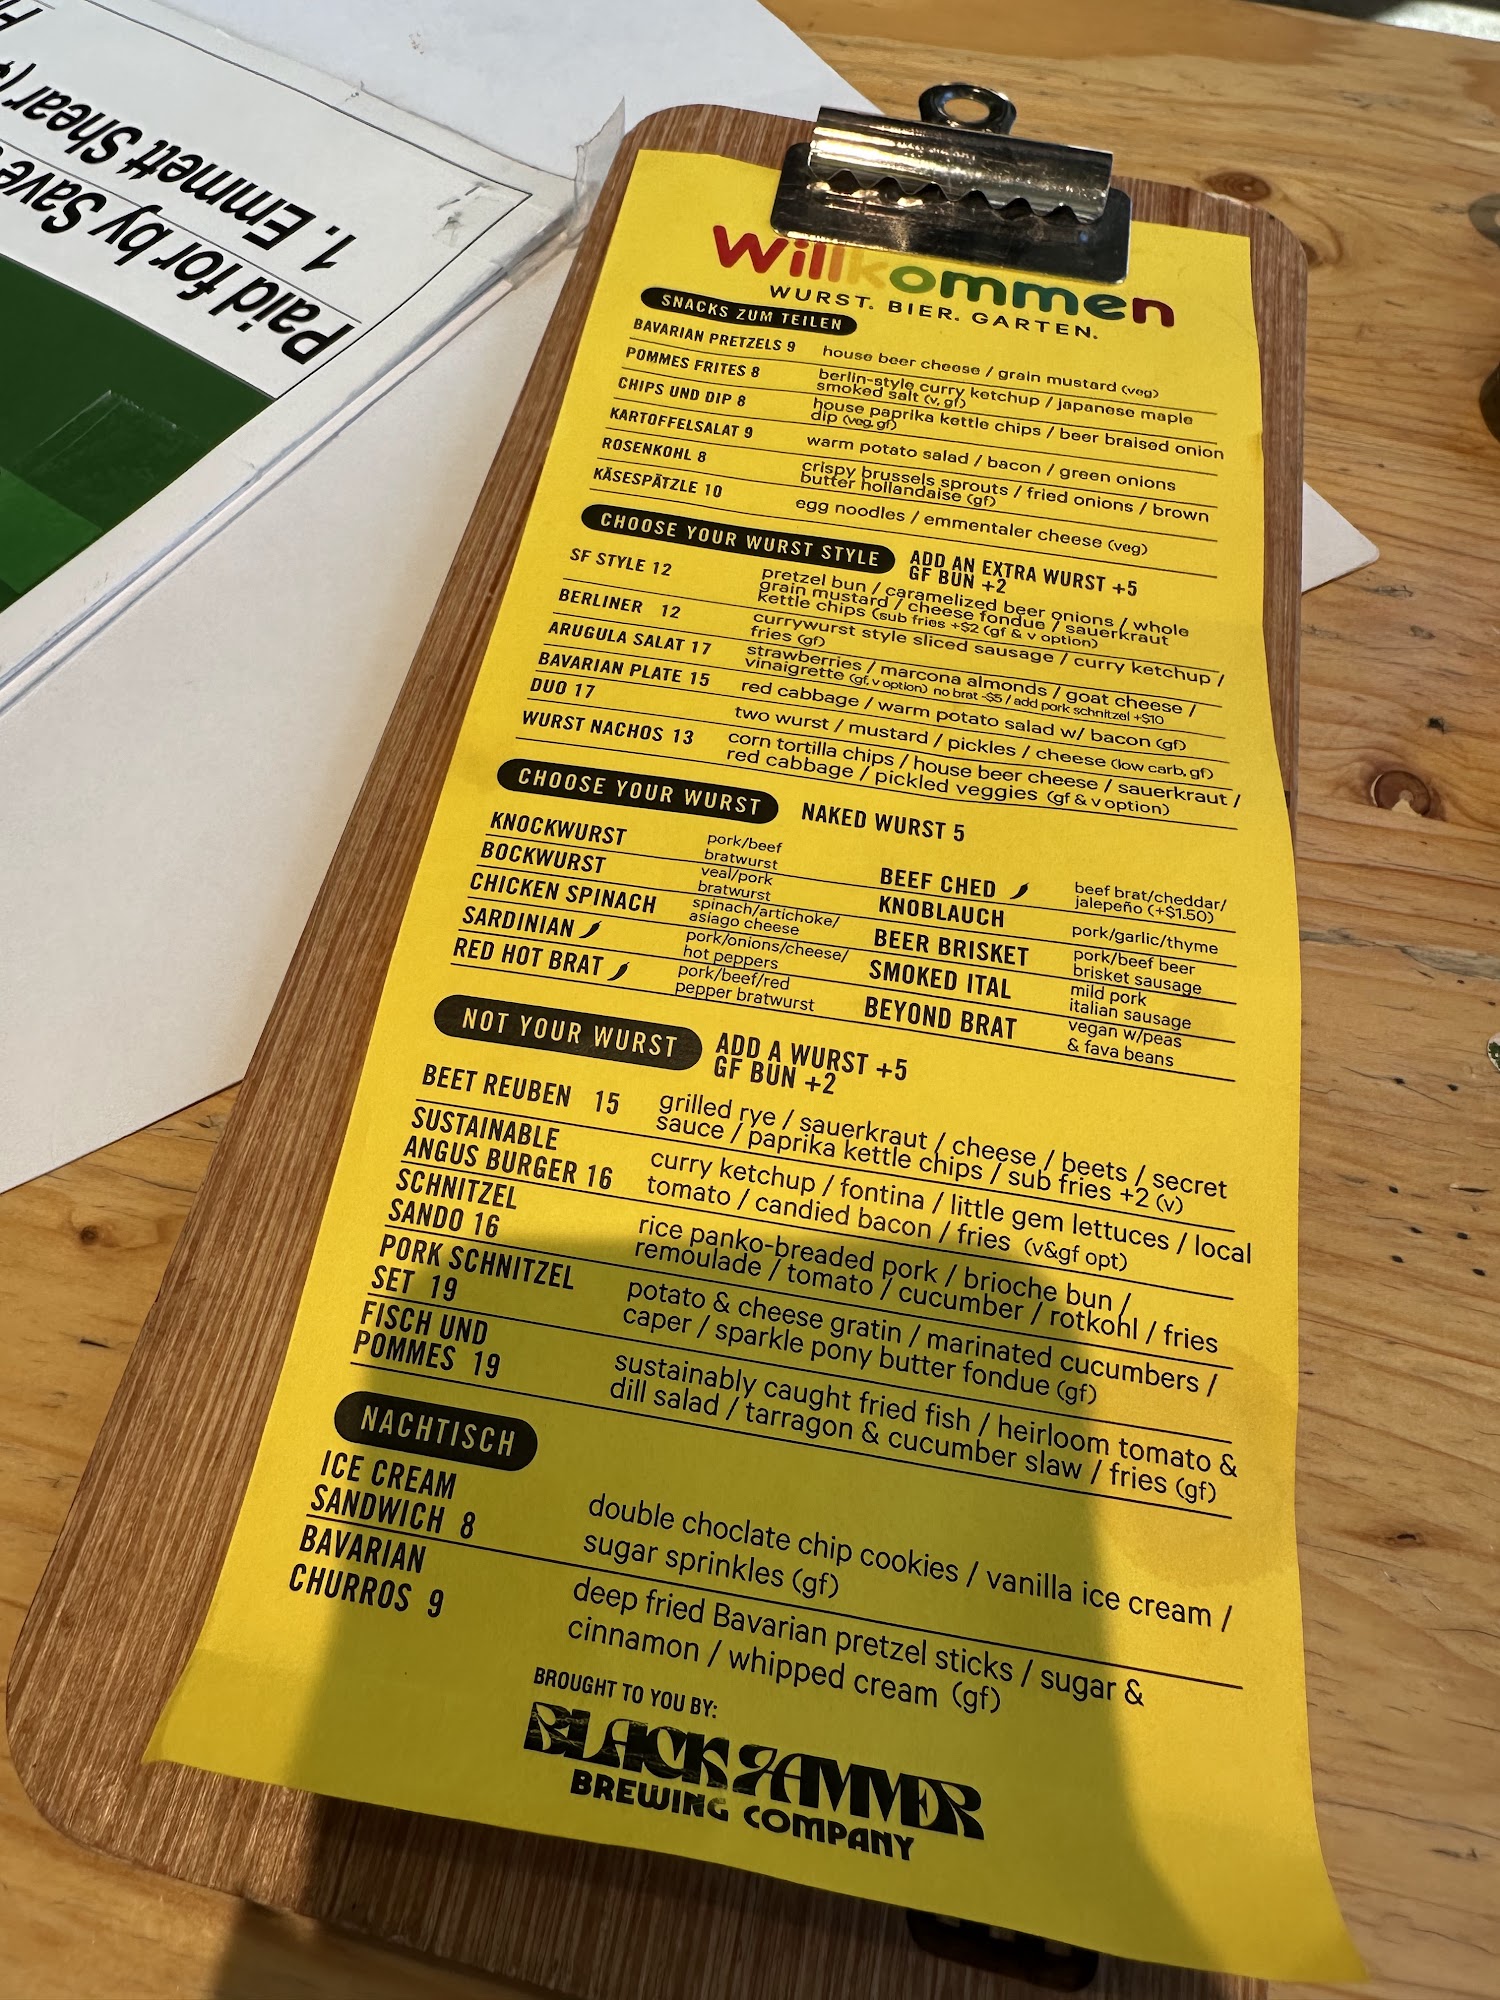 Paid for by Save
1. Emmett Shear
Willkommen
WURST. BIER. GARTEN.
SNACKS ZUM TEILEN
BAVARIAN PRETZELS 9 house beer cheese / grain mustard (veg)
POMMES FRITES 8 berlin-style curry ketchup / japanese maple
smoked salt (v, gf)
CHIPS UND DIP 8 house paprika kettle chips / beer braised onion
dip (veg, gf)
KARTOFFELSALAT 9 warm potato salad / bacon / green onions
ROSENKOHL 8 crispy brussels sprouts / fried onions / brown
butter hollandaise (gf)
KÄSESPÄTZLE 10 egg noodles / emmentaler cheese (veg)
CHOOSE YOUR WURST STYLE
ADD AN EXTRA WURST +5
GF BUN +2
SF STYLE 12 pretzel bun / caramelized beer onions / whole
grain mustard / cheese fondue / sauerkraut
kettle chips (sub fries +$2 (gf & v option)
BERLINER 12 currywurst style sliced sausage / curry ketchup /
fries (gf)
ARUGULA SALAT 17 strawberries / marcona almonds / goat cheese /
vinaigrette (gf, v option) no brat -$5 / add pork schnitzel +$10
BAVARIAN PLATE 15 red cabbage / warm potato salad w/ bacon (gf)
DUO 17 two wurst / mustard / pickles / cheese (low carb, gf)
WURST NACHOS 13 corn tortilla chips / house beer cheese / sauerkraut /
red cabbage / pickled veggies (gf & v option)
CHOOSE YOUR WURST
NAKED WURST 5
KNOCKWURST pork/beef
bratwurst
BOCKWURST veal/pork
bratwurst
CHICKEN SPINACH spinach/artichoke/
asiago cheese
SARDINIAN pork/onions/cheese/
hot peppers
RED HOT BRAT pork/beef/red
pepper bratwurst
BEEF CHED beef brat/cheddar/
jalepeño (+$1.50)
KNOBLAUCH pork/garlic/thyme
BEER BRISKET pork/beef beer
brisket sausage
SMOKED ITAL mild pork
italian sausage
BEYOND BRAT vegan w/peas
& fava beans
NOT YOUR WURST
ADD A WURST +5
GF BUN +2
BEET REUBEN 15 grilled rye / sauerkraut / cheese / beets / secret
sauce / paprika kettle chips / sub fries +2 (v)
SUSTAINABLE
ANGUS BURGER 16 curry ketchup / fontina / little gem lettuces / local
tomato / candied bacon / fries (v&gf opt)
SCHNITZEL
SANDO 16 rice panko-breaded pork / brioche bun /
remoulade / tomato / cucumber / rotkohl / fries
PORK SCHNITZEL
SET 19 potato & cheese gratin / marinated cucumbers /
caper / sparkle pony butter fondue (gf)
FISCH UND
POMMES 19 sustainably caught fried fish / heirloom tomato &
dill salad / tarragon & cucumber slaw / fries (gf)
NACHTISCH
ICE CREAM
SANDWICH 8 double choclate chip cookies / vanilla ice cream /
sugar sprinkles (gf)
BAVARIAN
CHURROS 9 deep fried Bavarian pretzel sticks / sugar &
cinnamon / whipped cream (gf)
BROUGHT TO YOU BY:
BLACK HAMMER
BREWING COMPANY